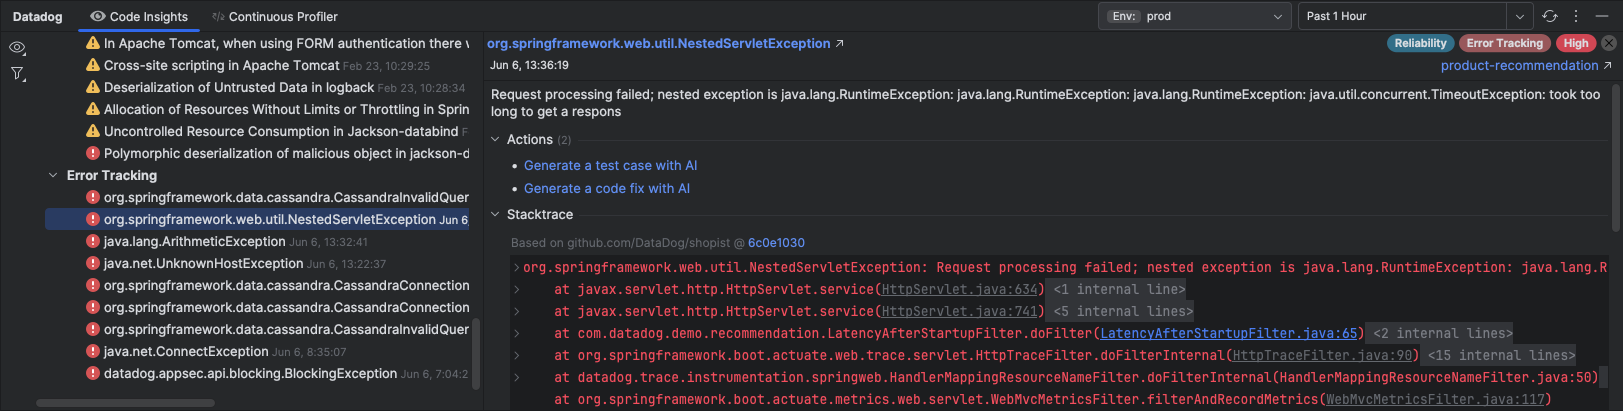 Datadog Code Insights Continuous Profiler Env: prod Past 1 Hour
In Apache Tomcat, when using FORM authentication there w
Cross-site scripting in Apache Tomcat Feb 23, 10:29:25
Deserialization of Untrusted Data in logback Feb 23, 10:28:34
Allocation of Resources Without Limits or Throttling in Sprin
Uncontrolled Resource Consumption in Jackson-databind F
Polymorphic deserialization of malicious object in jackson-d
Error Tracking
org.springframework.data.cassandra.CassandraInvalidQuer
org.springframework.web.util.NestedServletException Jun 6,
java.lang.ArithmeticException Jun 6, 13:32:41
java.net.UnknownHostException Jun 6, 13:22:37
org.springframework.data.cassandra.CassandraConnection
org.springframework.data.cassandra.CassandraConnection
org.springframework.data.cassandra.CassandraInvalidQuer
java.net.ConnectException Jun 6, 8:35:07
datadog.appsec.api.blocking.BlockingException Jun 6, 7:04:2
org.springframework.web.util.NestedServletException Reliability Error Tracking High
Jun 6, 13:36:19 product-recommendation
Request processing failed; nested exception is java.lang.RuntimeException: java.lang.RuntimeException: java.lang.RuntimeException: java.util.concurrent.TimeoutException: took too
long to get a respons
Actions (2)
• Generate a test case with AI
• Generate a code fix with AI
Stacktrace
Based on github.com/DataDog/shopist @ 6c0e1030
org.springframework.web.util.NestedServletException: Request processing failed; nested exception is java.lang.RuntimeException: java.lang.R
at javax.servlet.http.HttpServlet.service(HttpServlet.java:634) <1 internal line>
at javax.servlet.http.HttpServlet.service(HttpServlet.java:741) <5 internal lines>
at com.datadog.demo.recommendation.LatencyAfterStartupFilter.doFilter(LatencyAfterStartupFilter.java:65) <2 internal lines>
at org.springframework.boot.actuate.web.trace.servlet.HttpTraceFilter.doFilterInternal(HttpTraceFilter.java:90) <15 internal lines>
at datadog.trace.instrumentation.springweb.HandlerMappingResourceNameFilter.doFilterInternal(HandlerMappingResourceNameFilter.java:50)
at org.springframework.boot.actuate.metrics.web.servlet.WebMvcMetricsFilter.filterAndRecordMetrics(WebMvcMetricsFilter.java:117)